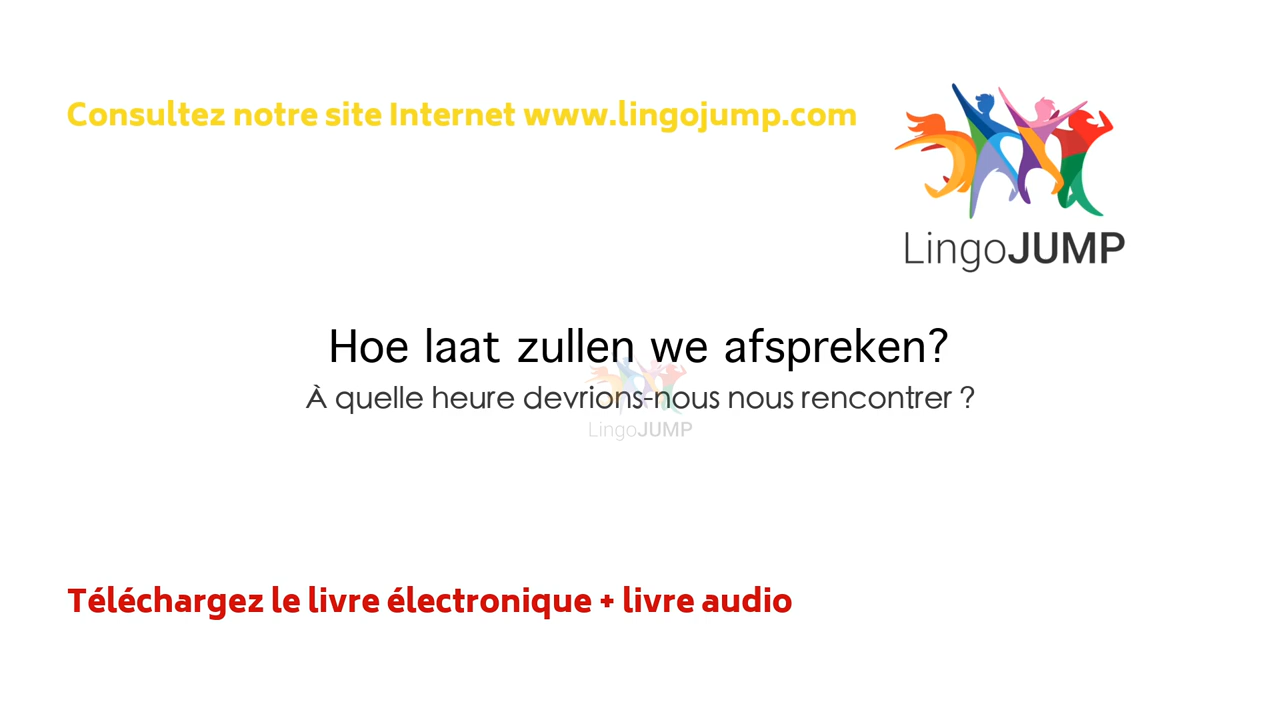 Consultez notre site Internet www.lingojump.com
LingoJUMP
Hoe laat zullen we afspreken?
À quelle heure devrions-nous nous rencontrer ?
LingoJUMP
Téléchargez le livre électronique + livre audio